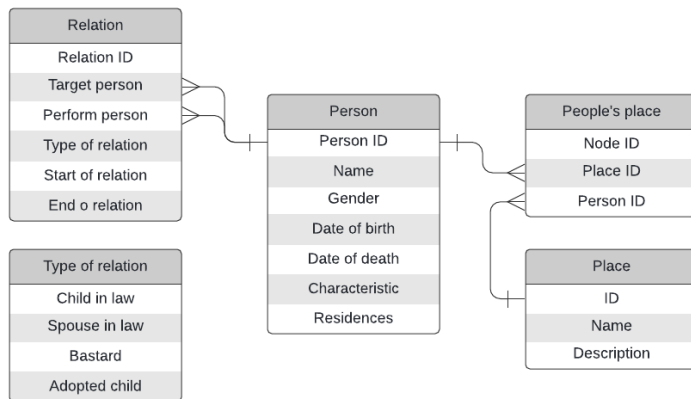 Relation
Relation ID
Target person
Perform person
Type of relation
Start of relation
End o relation
Type of relation
Child in law
Spouse in law
Bastard
Adopted child
Person
Person ID
Name
Gender
Date of birth
Date of death
Characteristic
Residences
People's place
Node ID
Place ID
Person ID
Place
ID
Name
Description